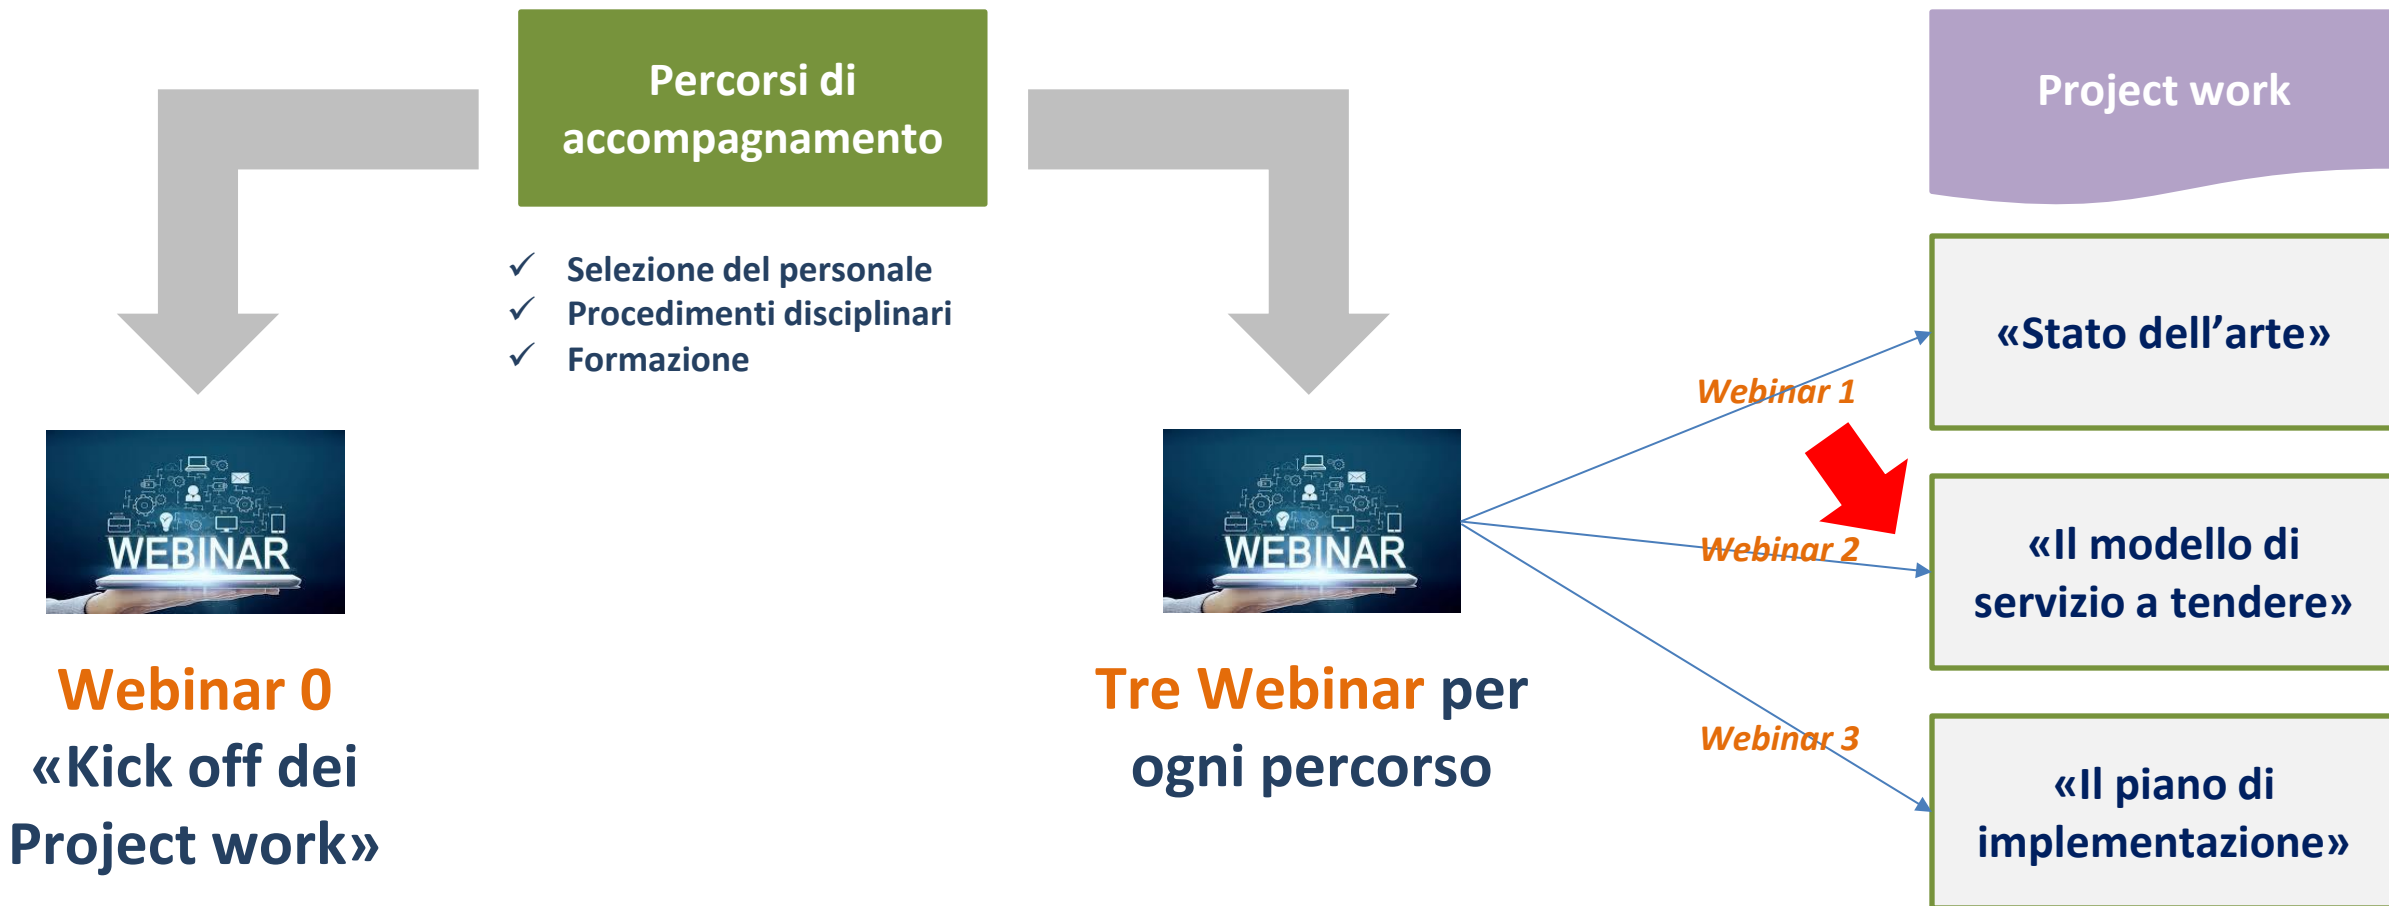 Percorsi di
accompagnamento
✓ Selezione del personale
✓ Procedimenti disciplinari
✓ Formazione
WEBINAR
Webinar 0
«Kick off dei
Project work»
WEBINAR
Tre Webinar per
ogni percorso
Webinar 1
Webinar 2
Webinar 3
Project work
«Stato dell’arte»
«Il modello di
servizio a tendere»
«Il piano di
implementazione»